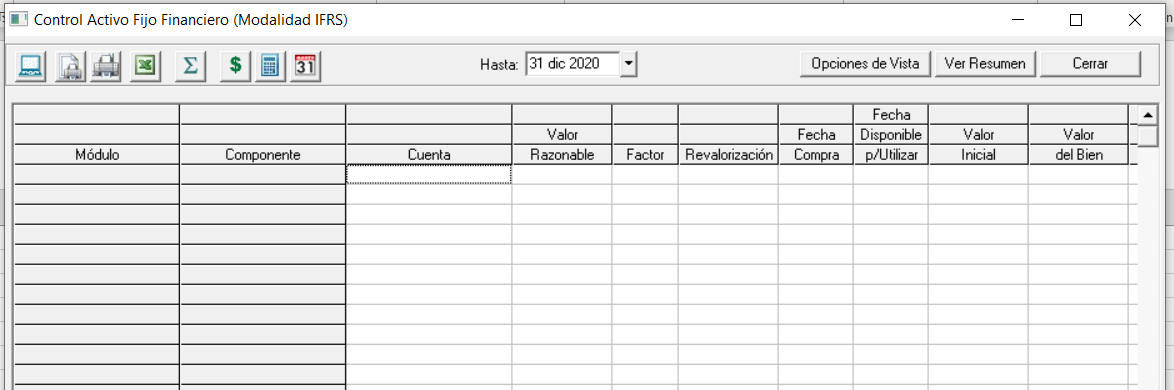 Control Activo Fijo Financiero (Modalidad IFRS)
Hasta: 31 dic 2020
Opciones de Vista
Ver Resumen
Cerrar
Σ
$
31
Módulo
Componente
Cuenta
Valor
Razonable
Factor
Revalorización
Fecha
Compra
Fecha
Disponible
p/Utilizar
Valor
Inicial
Valor
del Bien